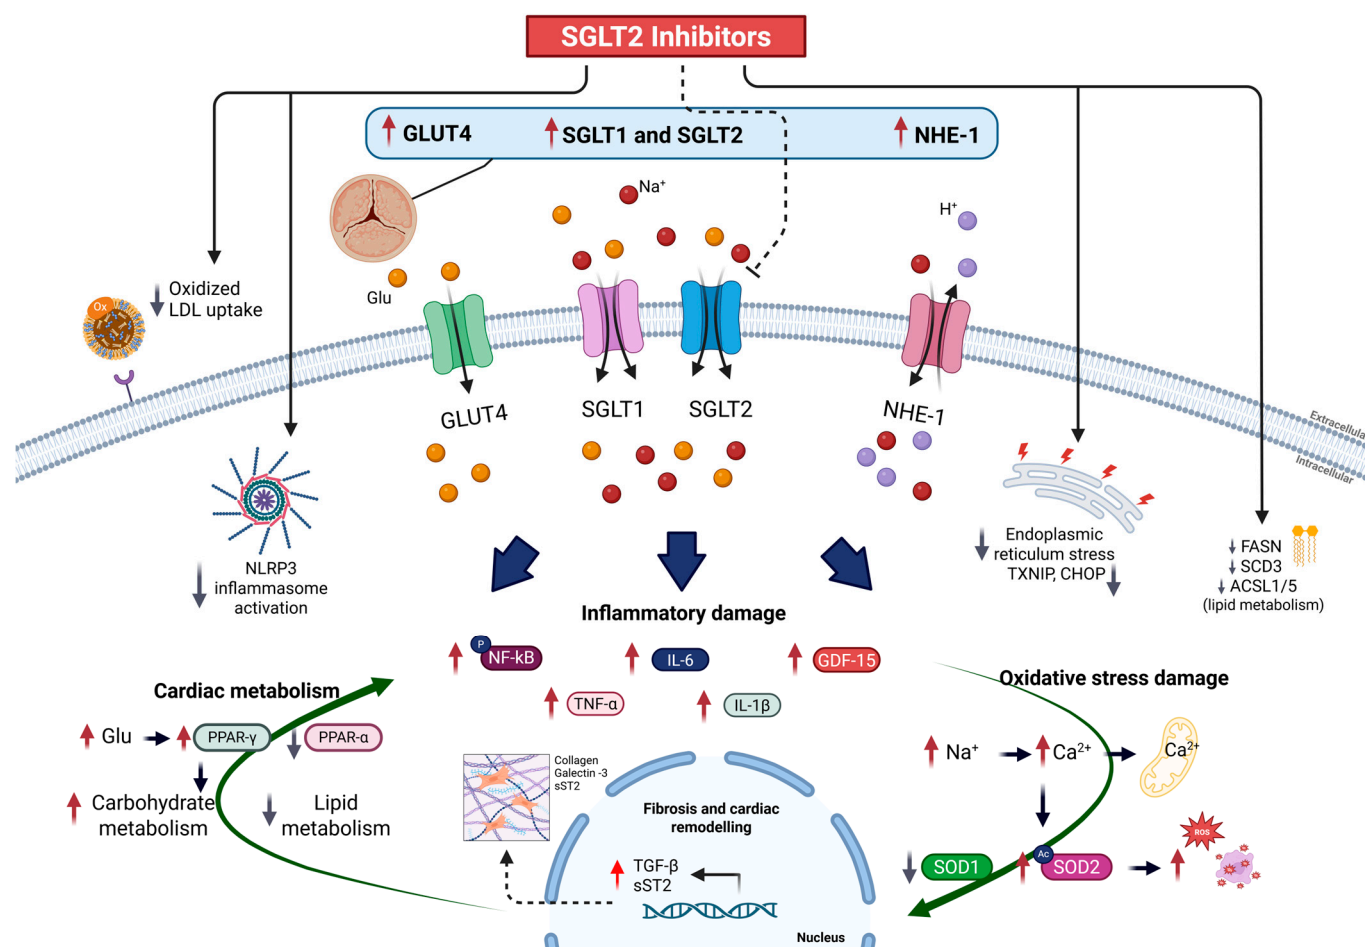 SGLT2 Inhibitors
GLUT4
SGLT1 and SGLT2
NHE-1
Na⁺
H⁺
Glu
Oxidized
LDL uptake
Ox
GLUT4
SGLT1
SGLT2
NHE-1
Extracellular
Intracellular
NLRP3
inflammasome
activation
Endoplasmic
reticulum stress
TXNIP, CHOP
FASN
SCD3
ACSL1/5
(lipid metabolism)
Inflammatory damage
P
NF-kB
IL-6
GDF-15
TNF-α
IL-1β
Cardiac metabolism
Glu
PPAR-γ
PPAR-α
Carbohydrate
metabolism
Lipid
metabolism
Collagen
Galectin -3
sST2
Fibrosis and cardiac
remodelling
TGF-β
sST2
Nucleus
Oxidative stress damage
Na⁺
Ca²⁺
Ca²⁺
SOD1
Ac
SOD2
ROS